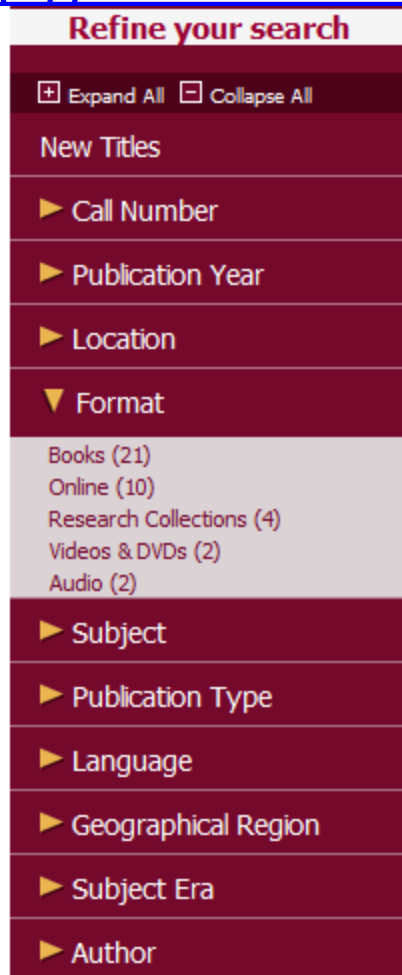 Refine your search
Expand All Collapse All
New Titles
Call Number
Publication Year
Location
Format
Books (21)
Online (10)
Research Collections (4)
Videos & DVDs (2)
Audio (2)
Subject
Publication Type
Language
Geographical Region
Subject Era
Author